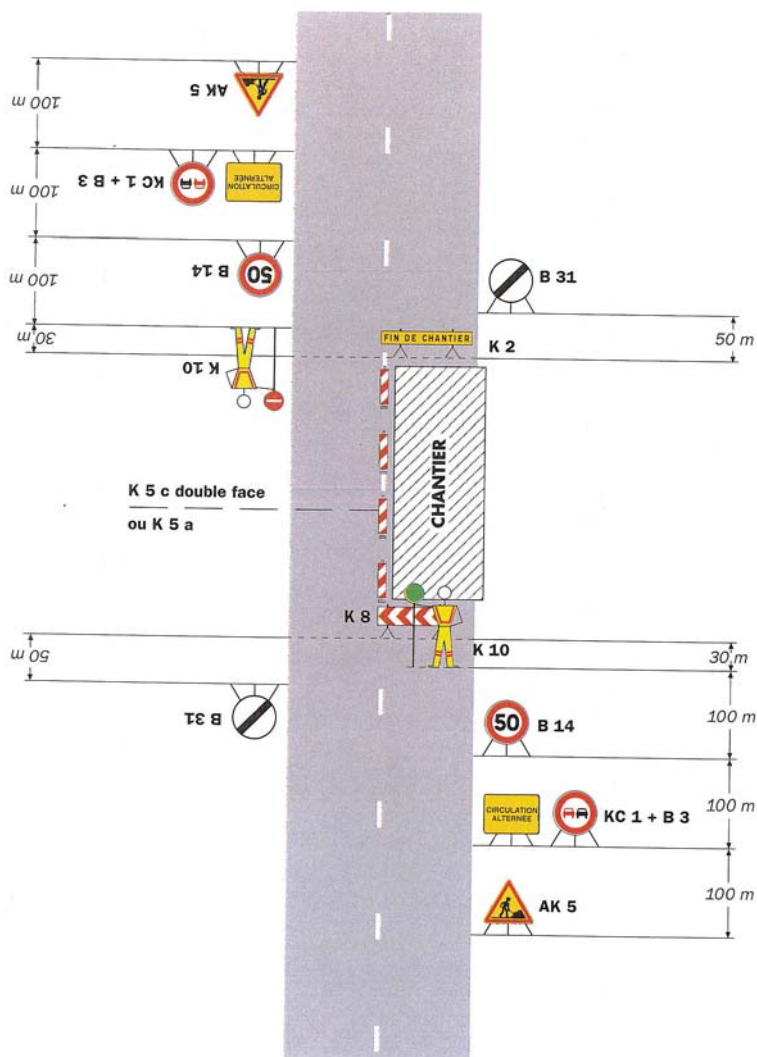 AK 5
100 m
CIRCULATION
ALTERNÉE
KC 1 + B 3
100 m
50
B 14
100 m
B 31
30 m
K 10
FIN DE CHANTIER
K 2
50 m
CHANTIER
K 5 c double face
ou K 5 a
K 8
K 10
50 m
30 m
B 31
50
B 14
100 m
CIRCULATION
ALTERNÉE
KC 1 + B 3
100 m
AK 5
100 m